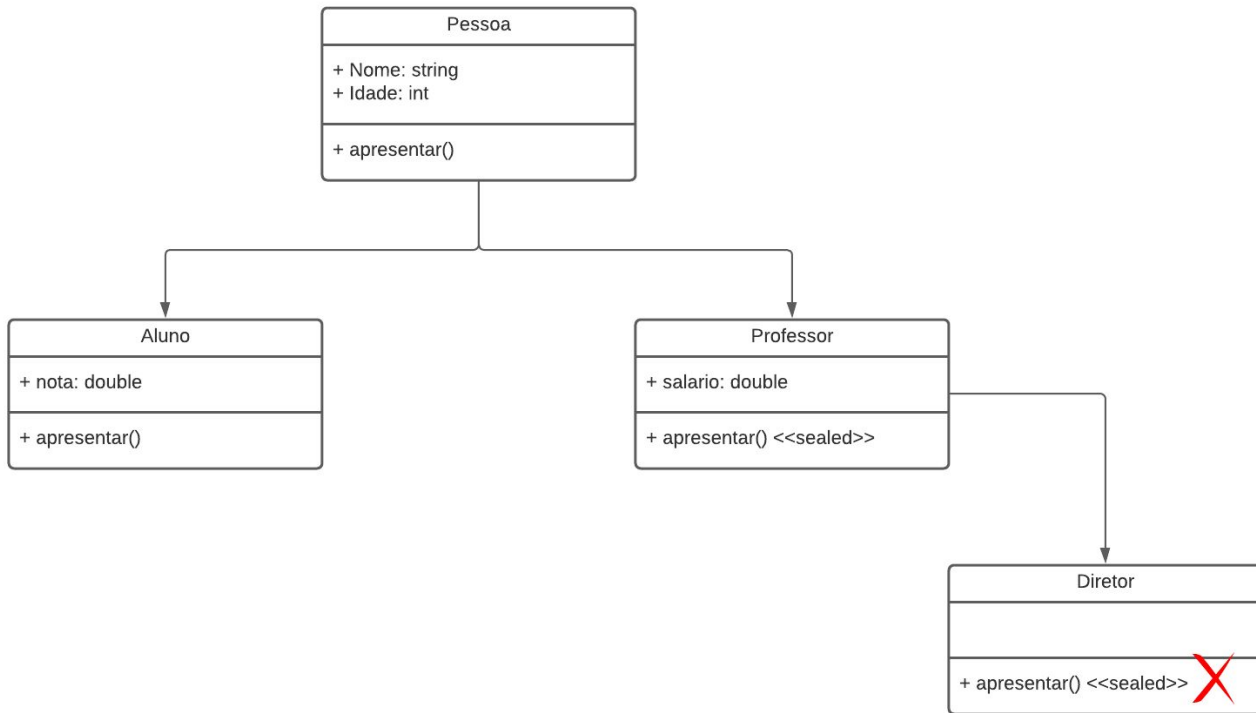 Pessoa
+ Nome: string
+ Idade: int
+ apresentar()
Aluno
+ nota: double
+ apresentar()
Professor
+ salario: double
+ apresentar() <<sealed>>
Diretor
+ apresentar() <<sealed>>